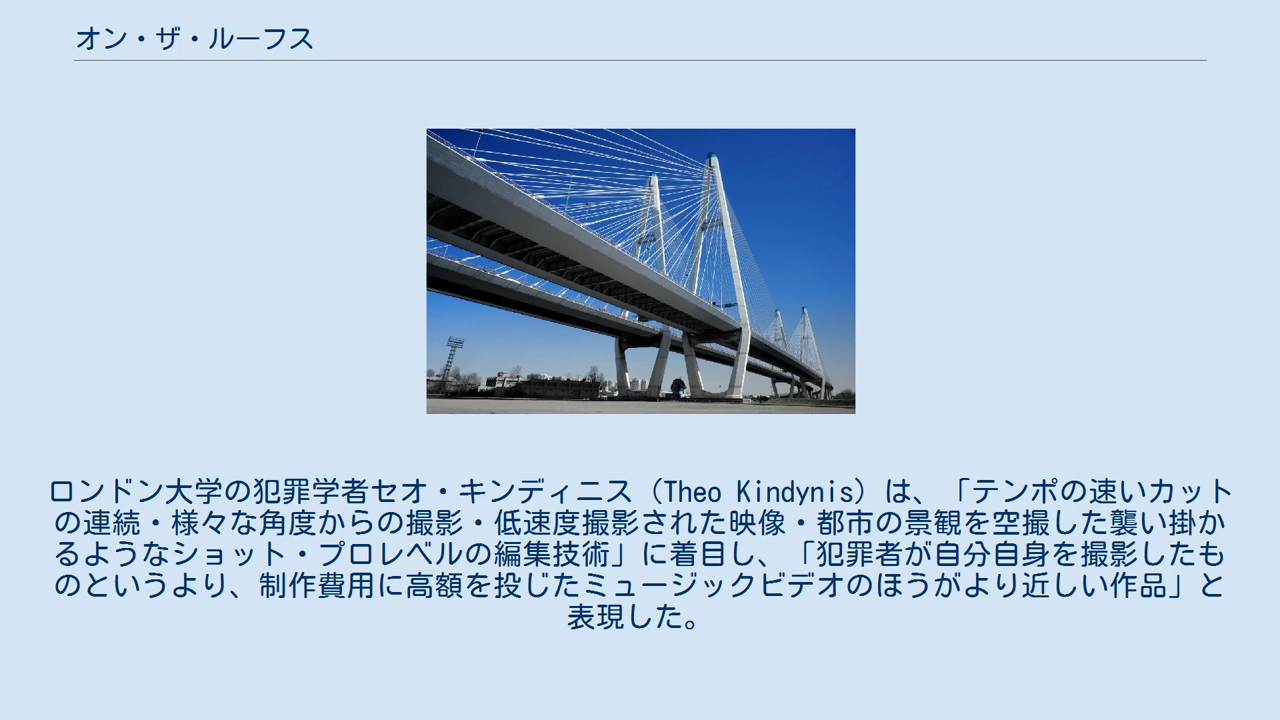 オン・ザ・ルーフス
ロンドン大学の犯罪学者セオ・キンディニス（Theo Kindynis）は、「テンポの速いカット
の連続・様々な角度からの撮影・低速度撮影された映像・都市の景観を空撮した襲い掛か
るようなショット・プロレベルの編集技術」に着目し、「犯罪者が自分自身を撮影したも
のというより、制作費用に高額を投じたミュージックビデオのほうがより近しい作品」と
表現した。